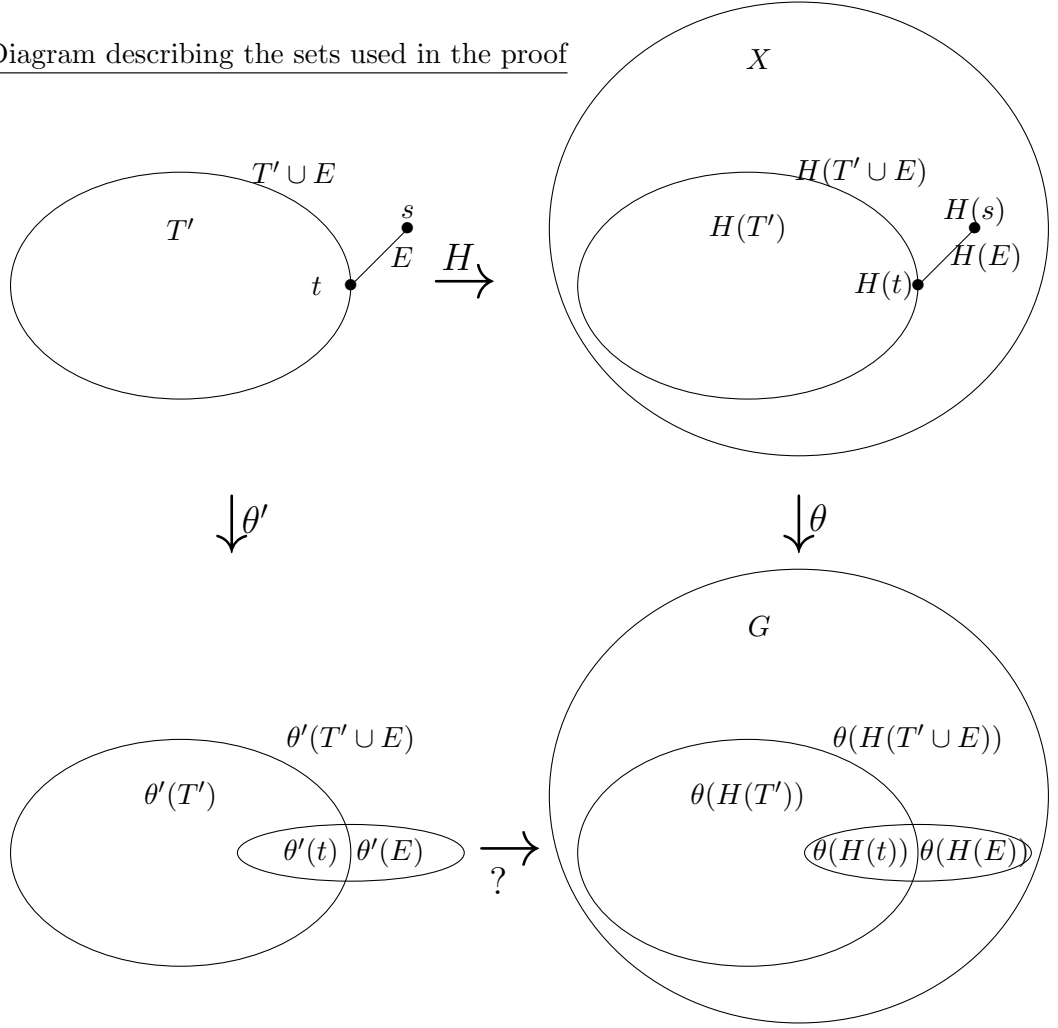 Diagram describing the sets used in the proof
X
T′ ∪ E
H(T′ ∪ E)
T′
s
E
t
H
H(T′)
H(s)
H(E)
H(t)
θ′
θ
G
θ′(T′ ∪ E)
θ(H(T′ ∪ E))
θ′(T′)
θ(H(T′))
θ′(t) θ′(E)
?
θ(H(t)) θ(H(E))